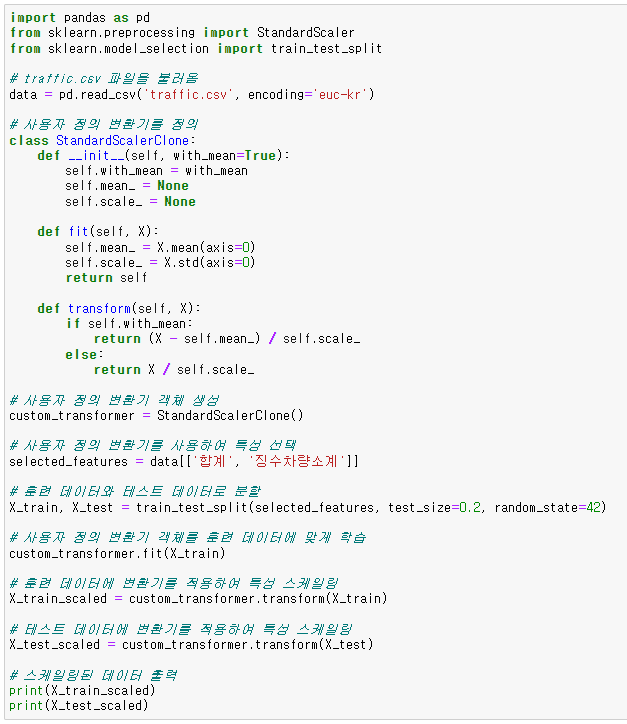 import pandas as pd
from sklearn.preprocessing import StandardScaler
from sklearn.model_selection import train_test_split

# traffic.csv 파일을 불러옴
data = pd.read_csv('traffic.csv', encoding='euc-kr')

# 사용자 정의 변환기를 정의
class StandardScalerClone:
    def __init__(self, with_mean=True):
        self.with_mean = with_mean
        self.mean_ = None
        self.scale_ = None

    def fit(self, X):
        self.mean_ = X.mean(axis=0)
        self.scale_ = X.std(axis=0)
        return self

    def transform(self, X):
        if self.with_mean:
            return (X - self.mean_) / self.scale_
        else:
            return X / self.scale_

# 사용자 정의 변환기 객체 생성
custom_transformer = StandardScalerClone()

# 사용자 정의 변환기를 사용하여 특성 선택
selected_features = data[['합계', '징수차량소계']]

# 훈련 데이터와 테스트 데이터로 분할
X_train, X_test = train_test_split(selected_features, test_size=0.2, random_state=42)

# 사용자 정의 변환기 객체를 훈련 데이터에 맞게 학습
custom_transformer.fit(X_train)

# 훈련 데이터에 변환기를 적용하여 특성 스케일링
X_train_scaled = custom_transformer.transform(X_train)

# 테스트 데이터에 변환기를 적용하여 특성 스케일링
X_test_scaled = custom_transformer.transform(X_test)

# 스케일링된 데이터 출력
print(X_train_scaled)
print(X_test_scaled)